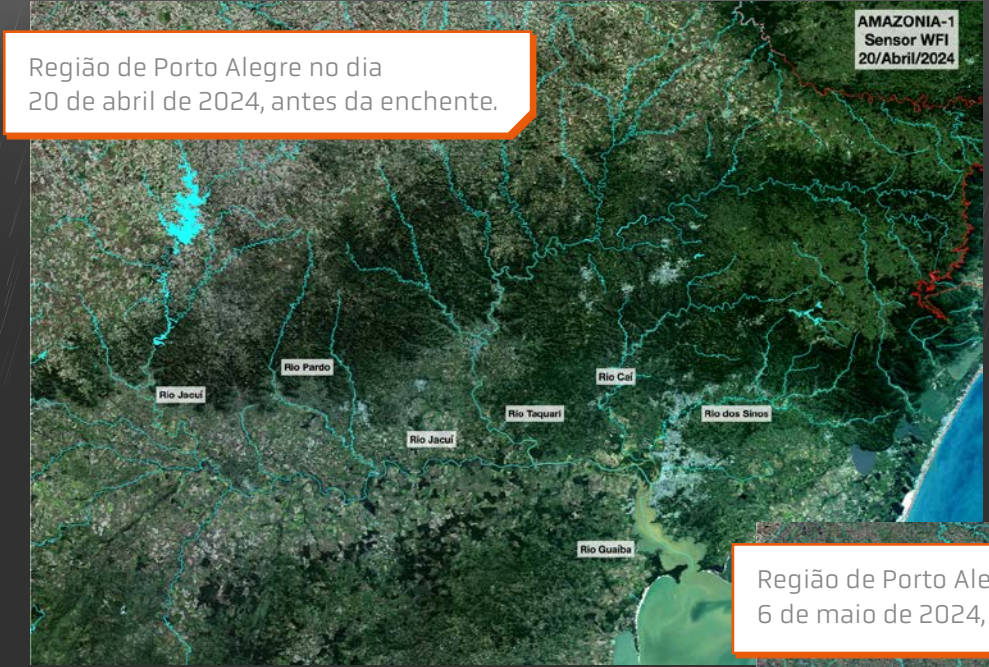 AMAZONIA-1
Sensor WFI
20/Abril/2024
Região de Porto Alegre no dia
20 de abril de 2024, antes da enchente.
Rio Pardo
Rio Jacuí
Rio Caí
Rio Taquari
Rio dos Sinos
Rio Jacuí
Rio Guaíba
Região de Porto Ale
6 de maio de 2024,